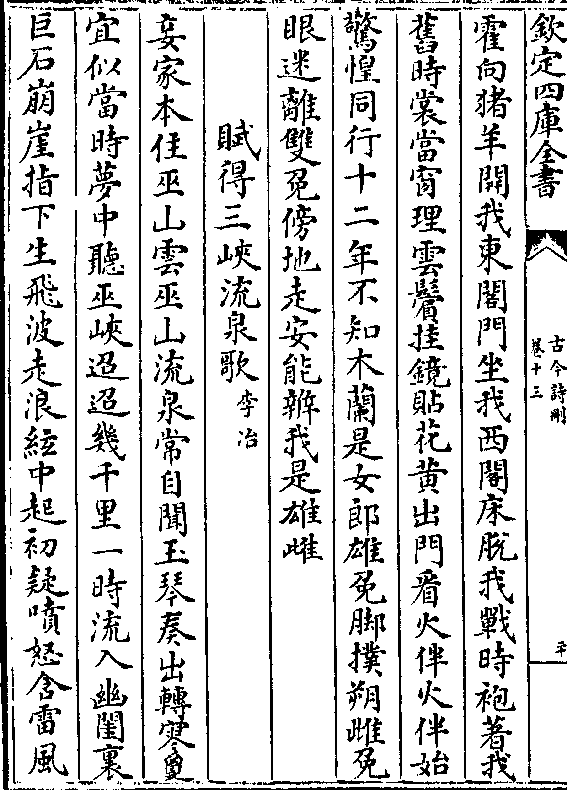 欽定四庫全書
古今詩刪
卷十三
平
霍向猪羊開我東閣門坐我西閣床脫我戰時袍著我
舊時裳當窗理雲鬢挂鏡貼花黃出門看火伴火伴始
驚惶同行十二年不知木蘭是女郎雄兔脚撲朔雌兔
眼迷離雙兔傍地走安能辨我是雄雌
賦得三峽流泉歌 李冶
妾家本住巫山雲巫山流泉常自聞玉琴奏出轉寥夐
宜似當時夢中聽巫峽迢迢幾千里一時流入幽閨裏
巨石崩崖指下生飛波走浪絃中起初疑噴怒含雷風